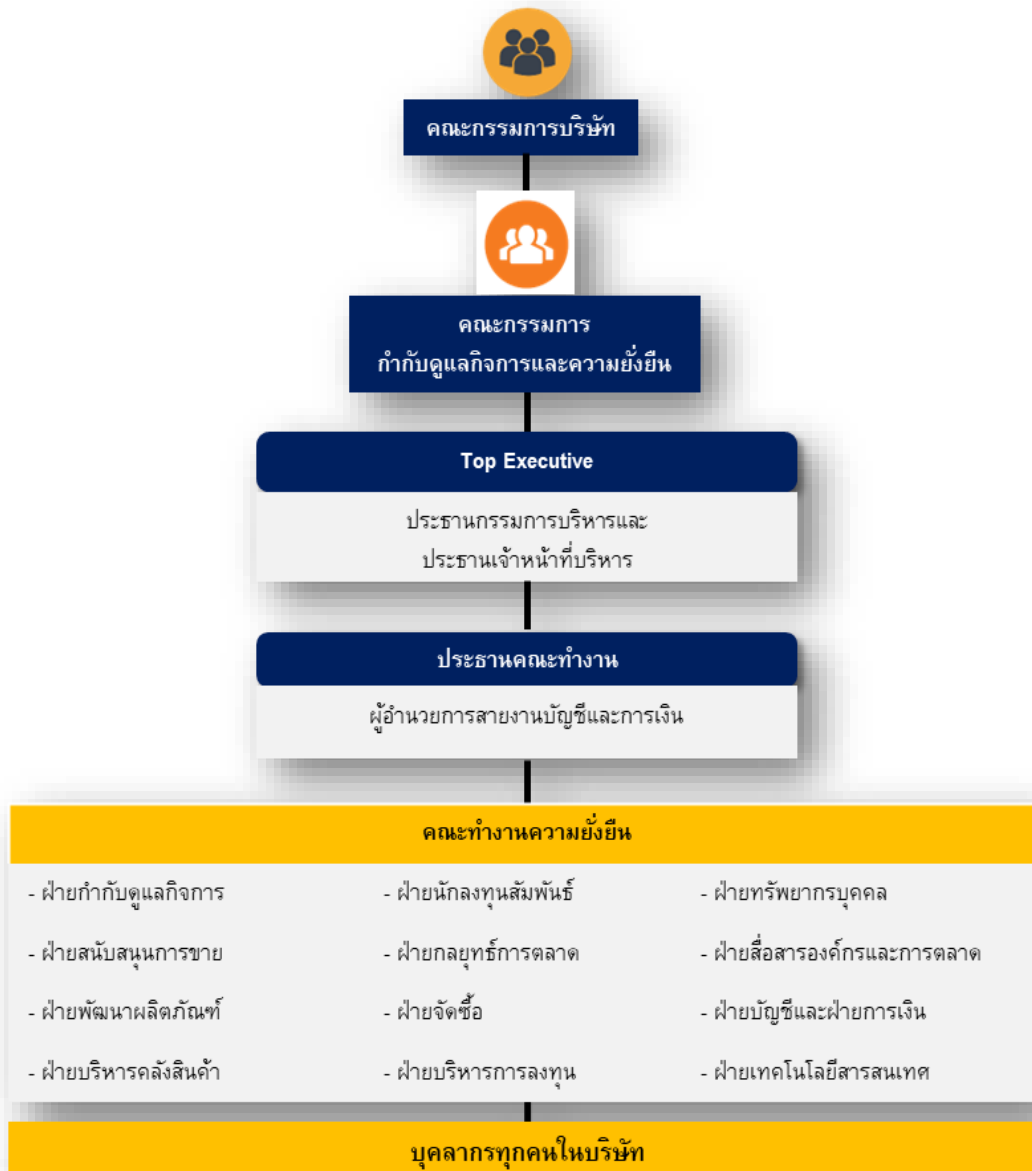 คณะกรรมการบริษัท
คณะกรรมการ
กำกับดูแลกิจการและความยั่งยืน
Top Executive
ประธานกรรมการบริหารและ
ประธานเจ้าหน้าที่บริหาร
ประธานคณะทำงาน
ผู้อำนวยการสายงานบัญชีและการเงิน
คณะทำงานความยั่งยืน
- ฝ่ายกำกับดูแลกิจการ - ฝ่ายนักลงทุนสัมพันธ์ - ฝ่ายทรัพยากรบุคคล
- ฝ่ายสนับสนุนการขาย - ฝ่ายกลยุทธ์การตลาด - ฝ่ายสื่อสารองค์กรและการตลาด
- ฝ่ายพัฒนาผลิตภัณฑ์ - ฝ่ายจัดซื้อ - ฝ่ายบัญชีและฝ่ายการเงิน
- ฝ่ายบริหารคลังสินค้า - ฝ่ายบริหารการลงทุน - ฝ่ายเทคโนโลยีสารสนเทศ
บุคลากรทุกคนในบริษัท